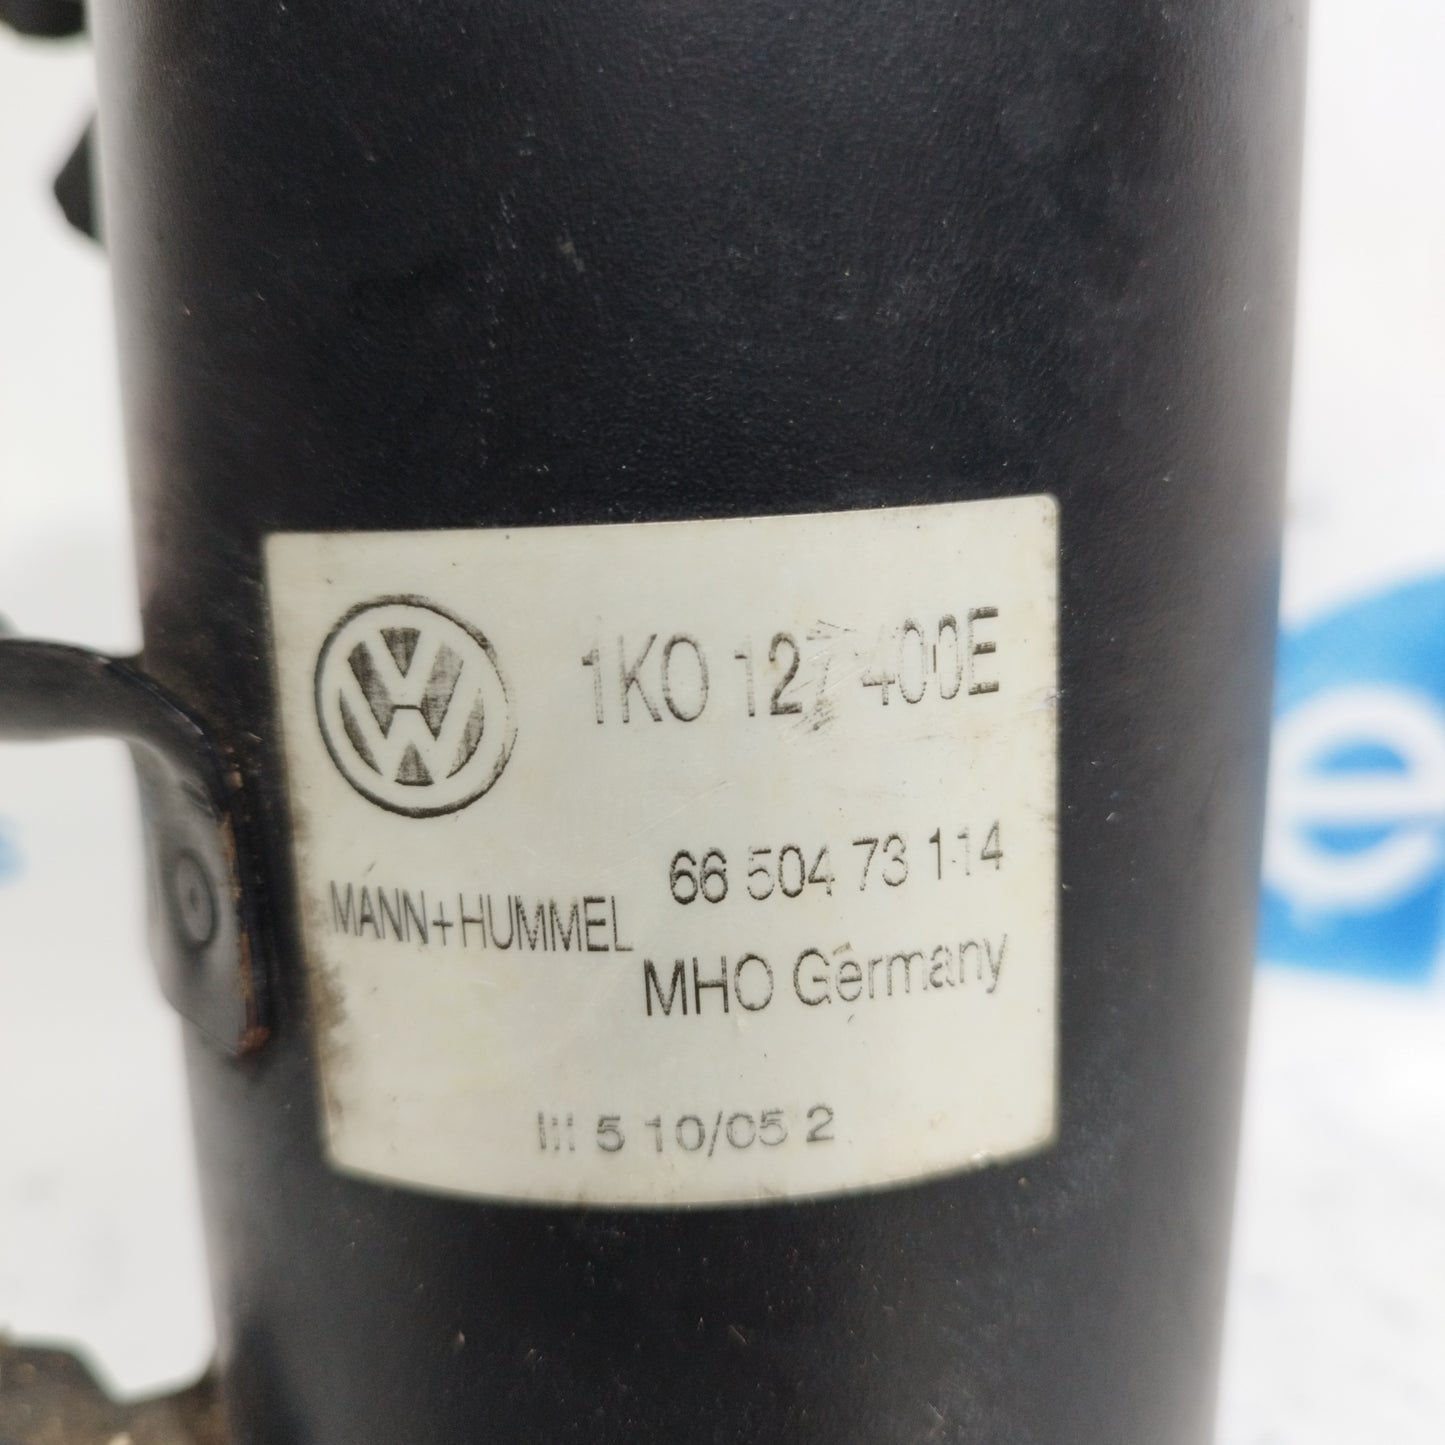 1K0 127 400E
66 504 73 114
MANN+HUMMEL
MHO Germany
5 10/05 2
e